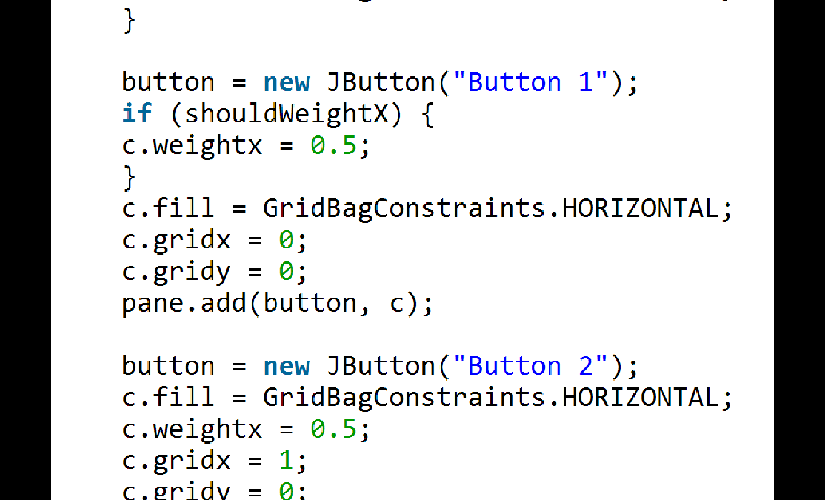 }
button = new JButton("Button 1");
if (shouldWeightX) {
c.weightx = 0.5;
}
c.fill = GridBagConstraints.HORIZONTAL;
c.gridx = 0;
c.gridy = 0;
pane.add(button, c);
button = new JButton("Button 2");
c.fill = GridBagConstraints.HORIZONTAL;
c.weightx = 0.5;
c.gridx = 1;
c.gridy = 0;